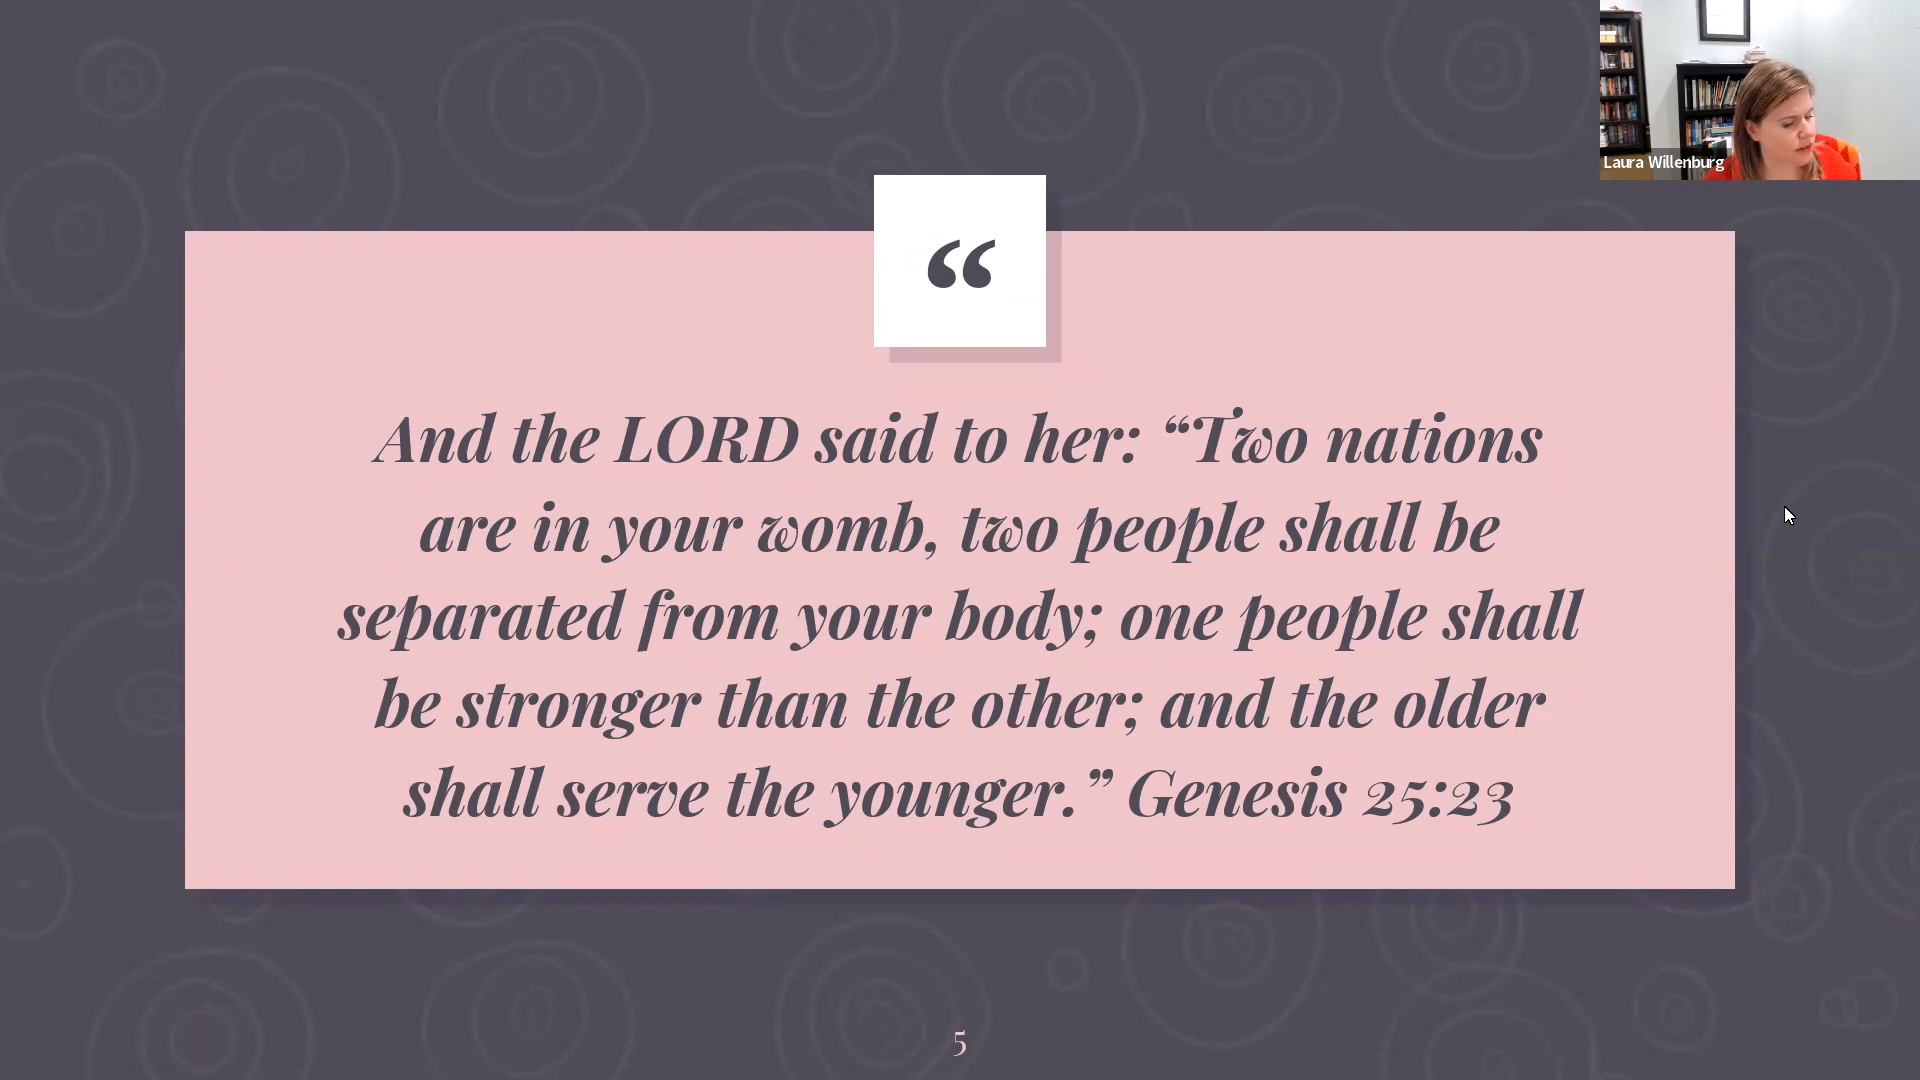 Laura Willenburg
“
And the LORD said to her: “Two nations
are in your womb, two people shall be
separated from your body; one people shall
be stronger than the other; and the older
shall serve the younger.” Genesis 25:23
5